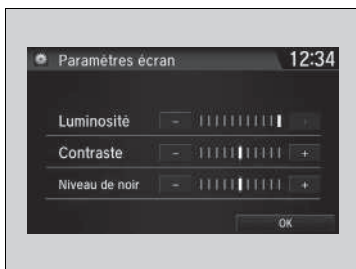 Paramètres écran 12:34
Luminosité - +
Contraste - +
Niveau de noir - +
OK